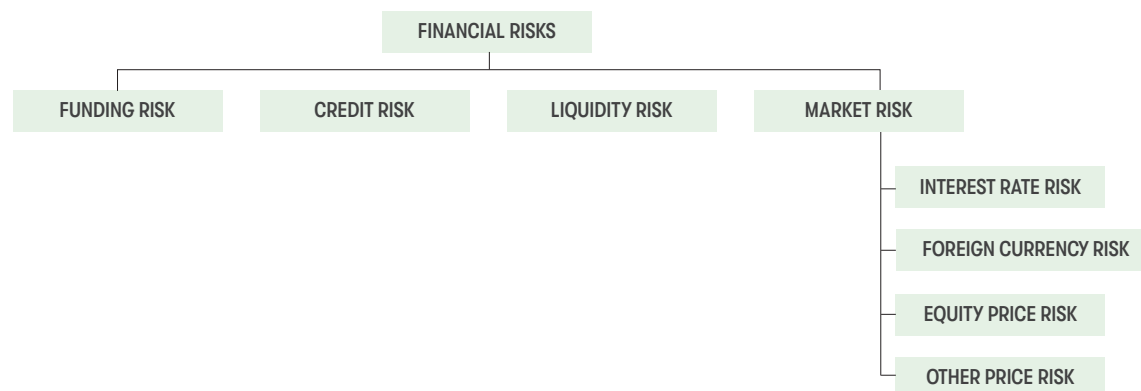 FINANCIAL RISKS
FUNDING RISK
CREDIT RISK
LIQUIDITY RISK
MARKET RISK
INTEREST RATE RISK
FOREIGN CURRENCY RISK
EQUITY PRICE RISK
OTHER PRICE RISK